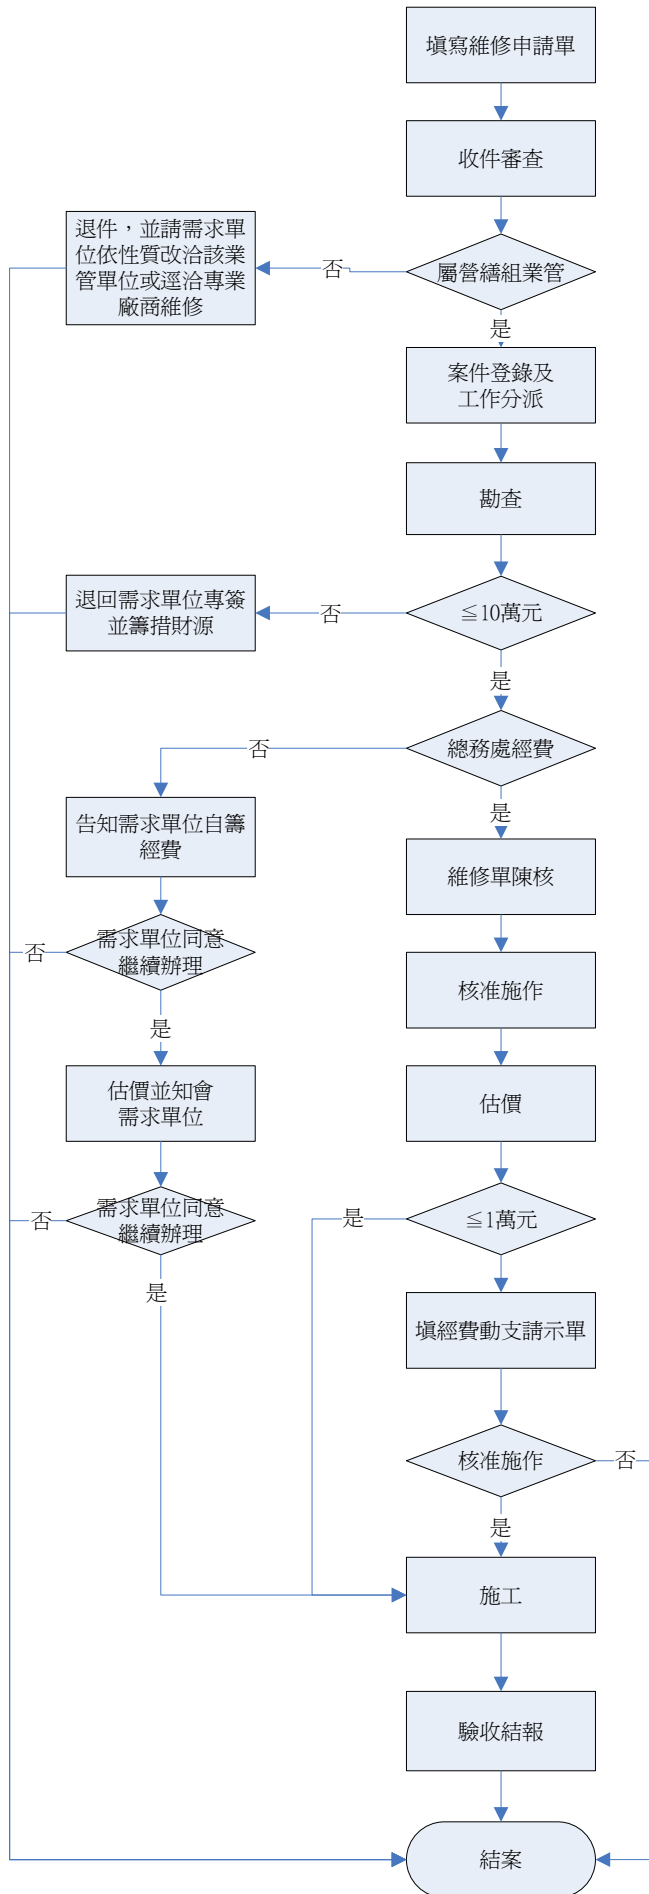 填寫維修申請單
收件審查
退件，並請需求單
位依性質改洽該業
管單位或逕洽專業
廠商維修
否
屬營繕組業管
是
案件登錄及
工作分派
勘查
退回需求單位專簽
並籌措財源
否
≦10萬元
是
否
總務處經費
是
告知需求單位自籌
經費
維修單陳核
否
需求單位同意
繼續辦理
核准施作
是
估價並知會
需求單位
估價
否
需求單位同意
繼續辦理
是
≦1萬元
是
填經費動支請示單
核准施作
否
是
施工
驗收結報
結案